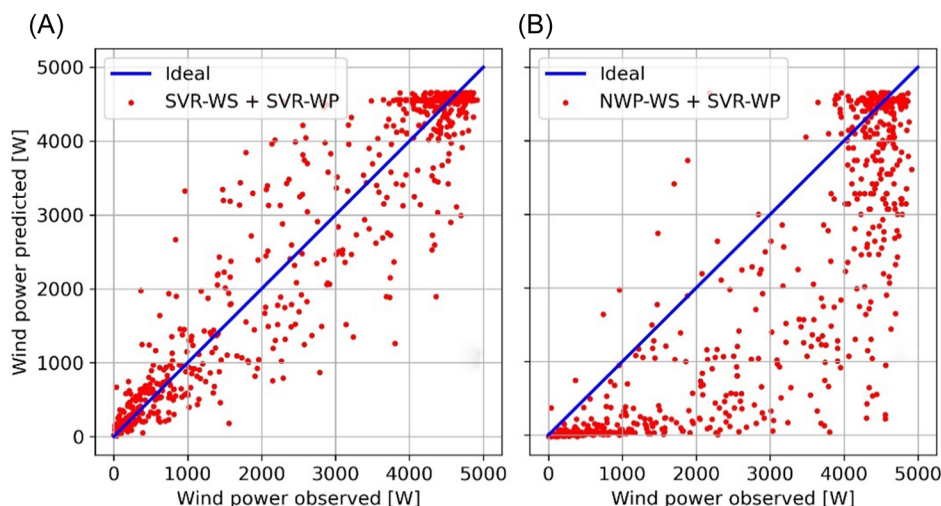 (A)
(B)
Ideal
SVR-WS + SVR-WP
Ideal
NWP-WS + SVR-WP
5000
4000
3000
2000
1000
0
Wind power predicted [W]
0 1000 2000 3000 4000 5000
0 1000 2000 3000 4000 5000
Wind power observed [W]
Wind power observed [W]